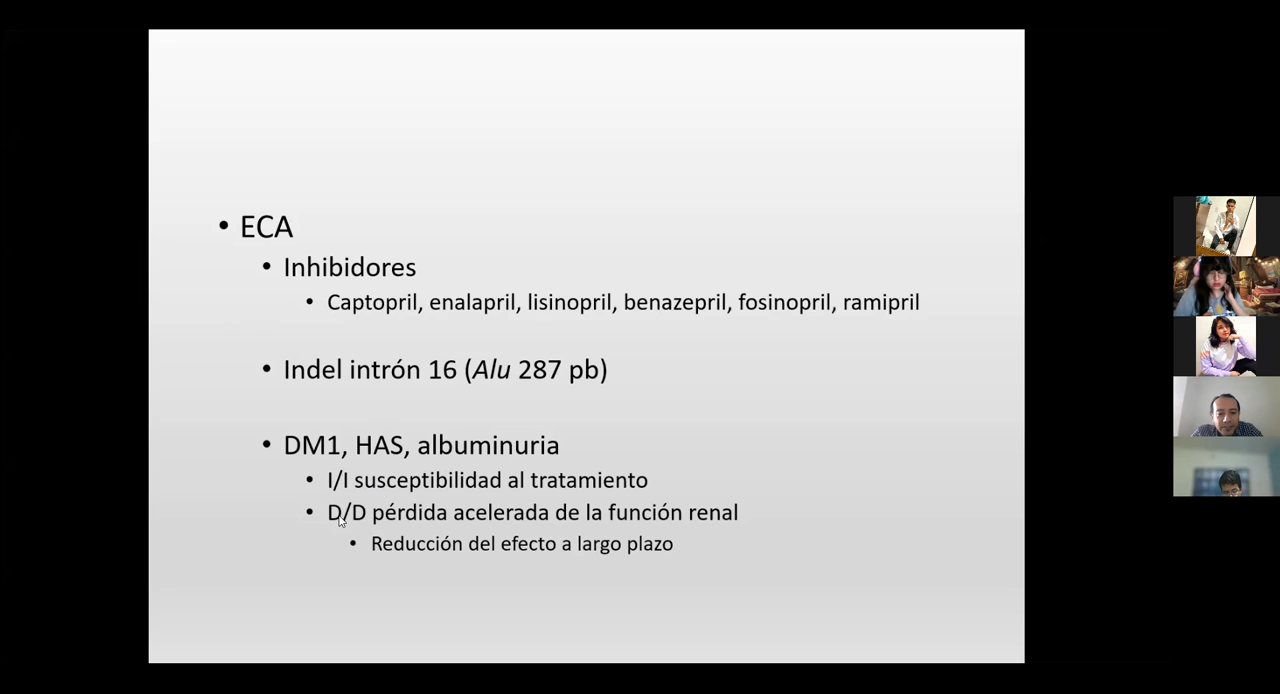 • ECA
• Inhibidores
• Captopril, enalapril, lisinopril, benazepril, fosinopril, ramipril
• Indel intrón 16 (Alu 287 pb)
• DM1, HAS, albuminuria
• I/I susceptibilidad al tratamiento
• D/D pérdida acelerada de la función renal
• Reducción del efecto a largo plazo